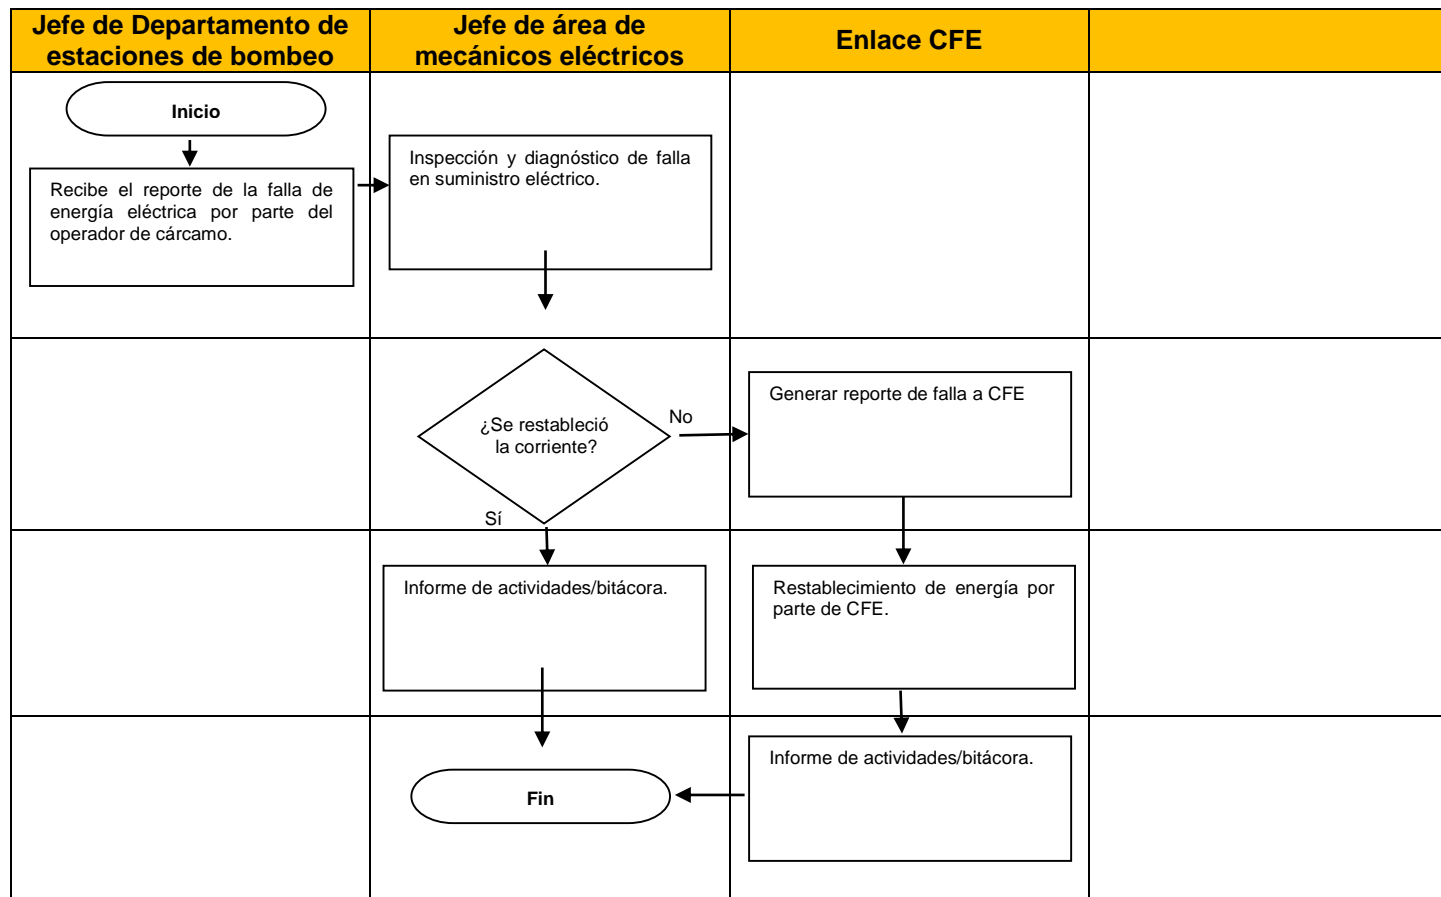 Jefe de Departamento de
estaciones de bombeo
Jefe de área de
mecánicos eléctricos
Enlace CFE
Inicio
Recibe el reporte de la falla de
energía eléctrica por parte del
operador de cárcamo.
Inspección y diagnóstico de falla
en suministro eléctrico.
¿Se restableció
la corriente?
No
Sí
Generar reporte de falla a CFE
Informe de actividades/bitácora.
Restablecimiento de energía por
parte de CFE.
Fin
Informe de actividades/bitácora.